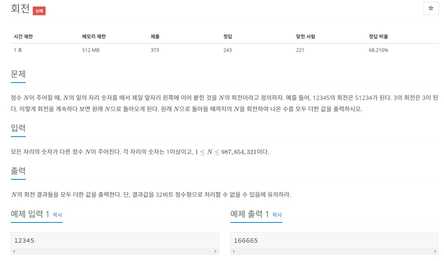 회전 성공
☆
시간 제한 메모리 제한 제출 정답 맞힌 사람 정답 비율
1 초 512 MB 373 243 221 68.210%
문제
정수 N이 주어질 때, N의 일의 자리 숫자를 떼서 제일 앞자리 왼쪽에 이어 붙인 것을 N의 회전이라고 정의하자. 예를 들어, 12345의 회전은 51234가 된다. 3의 회전은 3이 된
다. 이렇게 회전을 계속하다 보면 원래 N으로 돌아오게 된다. 원래 N으로 돌아올 때까지의 N을 회전하여 나온 수를 모두 더한 값을 출력하시오.
입력
모든 자리의 숫자가 다른 정수 N이 주어진다. 각 자리의 숫자는 1이상이고, 1 ≤ N ≤ 987,654,321이다.
출력
N의 회전 결과들을 모두 더한 값을 출력한다. 단, 결과값을 32비트 정수형으로 처리할 수 없을 수 있음에 유의하라.
예제 입력 1 복사 예제 출력 1 복사
12345 166665